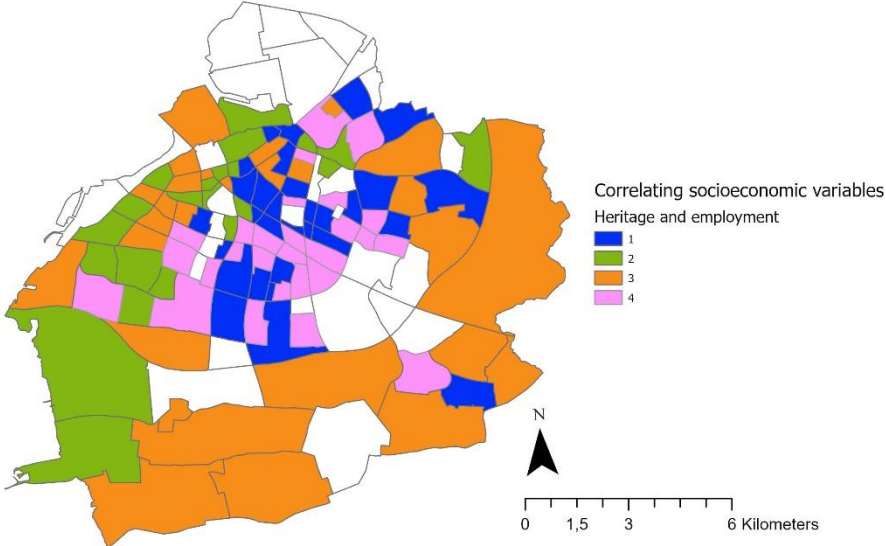 Correlating socioeconomic variables
Heritage and employment
1
2
3
4
N
0 1,5 3 6 Kilometers